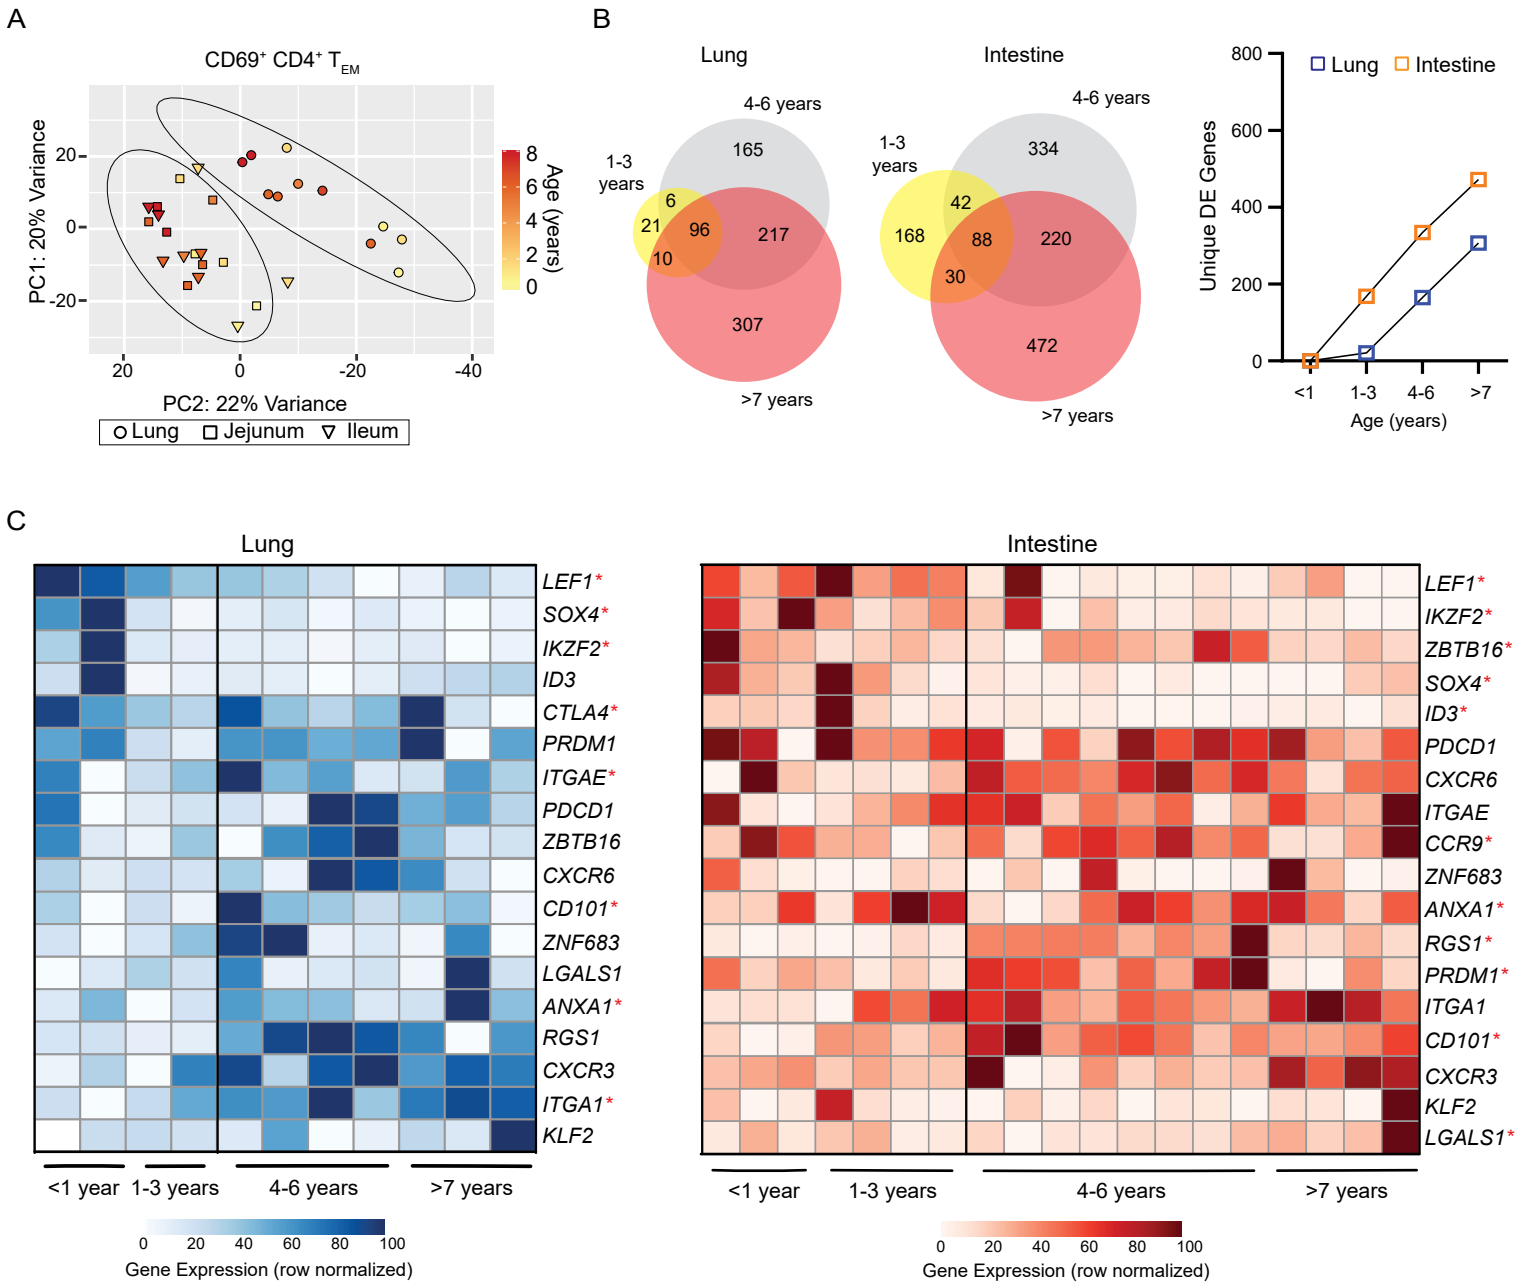 A
CD69+ CD4+ TEM
PC1: 20% Variance
20
0
-20
20
0
-20
-40
PC2: 22% Variance
Lung Jejunum Ileum
8
6
4
2
0
Age (years)
B
Lung
4-6 years
1-3
years
165
6
21
96
217
10
307
>7 years
Intestine
4-6 years
1-3
years
334
42
168
88
220
30
472
>7 years
Unique DE Genes
800
600
400
200
0
Lung Intestine
<1
1-3
4-6
>7
Age (years)
C
Lung
LEF1*
SOX4*
IKZF2*
ID3
CTLA4*
PRDM1
ITGAE*
PDCD1
ZBTB16
CXCR6
CD101*
ZNF683
LGALS1
ANXA1*
RGS1
CXCR3
ITGA1*
KLF2
<1 year 1-3 years 4-6 years >7 years
0 20 40 60 80 100
Gene Expression (row normalized)
Intestine
LEF1*
IKZF2*
ZBTB16*
SOX4*
ID3*
PDCD1
CXCR6
ITGAE
CCR9*
ZNF683
ANXA1*
RGS1*
PRDM1*
ITGA1
CD101*
CXCR3
KLF2
LGALS1*
<1 year 1-3 years 4-6 years >7 years
0 20 40 60 80 100
Gene Expression (row normalized)